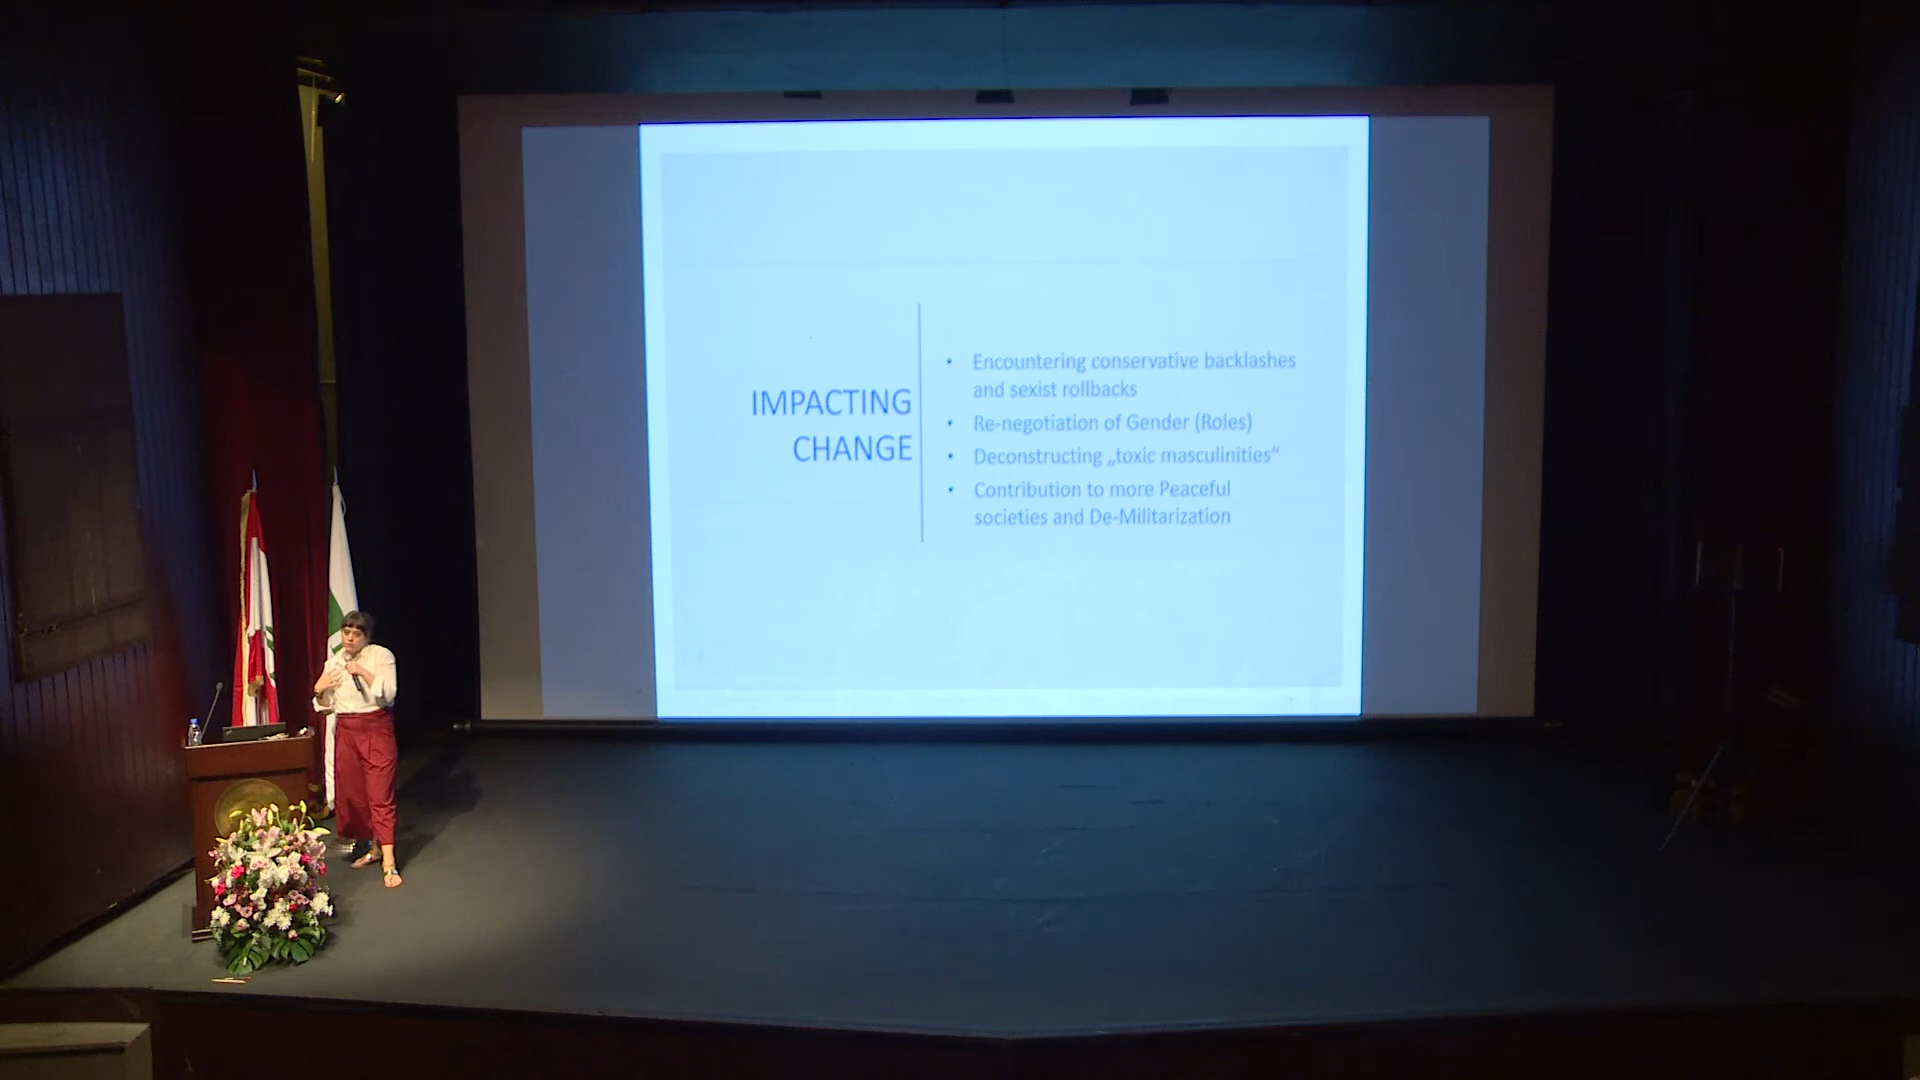 IMPACTING
CHANGE
• Encountering conservative backlashes
and sexist rollbacks
• Re-negotiation of Gender (Roles)
• Deconstructing „toxic masculinities“
• Contribution to more Peaceful
societies and De-Militarization